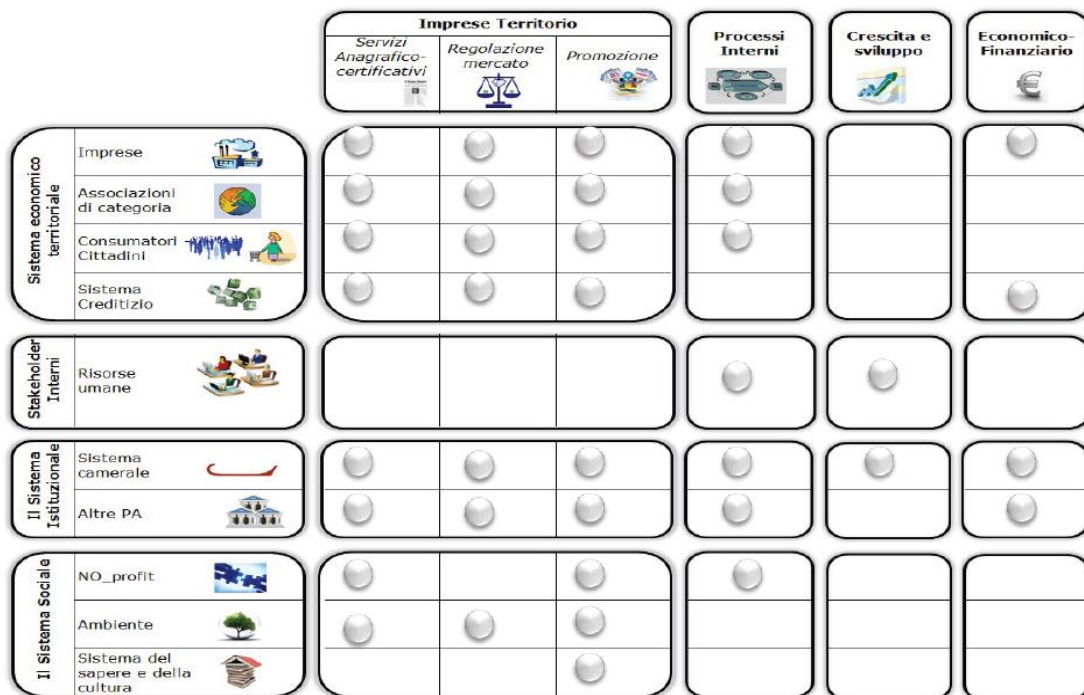 Imprese Territorio
Servizi
Anagrafico-
certificativi
Regolazione
mercato
Promozione
Processi
Interni
Crescita e
sviluppo
Economico-
Finanziario
Sistema economico
territoriale
Imprese
Associazioni
di categoria
Consumatori -
Cittadini
Sistema
Creditizio
Stakeholder
Interni
Risorse
umane
Il Sistema
Istituzionale
Sistema
camerale
Altre PA
Il Sistema Sociale
NO_profit
Ambiente
Sistema del
sapere e della
cultura